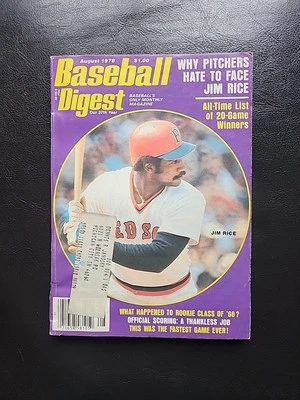 August 1978
$1.00
Baseball
Digest
BASEBALL'S
ONLY MONTHLY
MAGAZINE
Our 37th Year
WHY PITCHERS
HATE TO FACE
JIM RICE
All-Time List
of 20-Game
Winners
RED SOX
JIM RICE
WHAT HAPPENED TO ROOKIE CLASS OF '68?
OFFICIAL SCORING: A THANKLESS JOB
THIS WAS THE FASTEST GAME EVER!